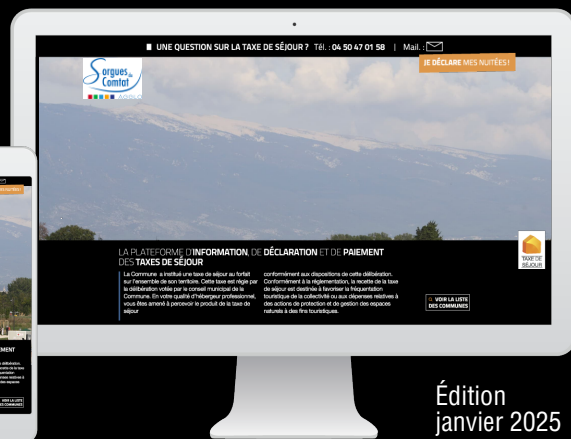 UNE QUESTION SUR LA TAXE DE SÉJOUR ? Tél. : 04 50 47 01 58 | Mail. :
JE DÉCLARE MES NUITÉES !
Sorgues du
Comtat
LA PLATEFORME D'INFORMATION, DE DÉCLARATION ET DE PAIEMENT
DES TAXES DE SÉJOUR
La Commune a institué une taxe de séjour au forfait
sur l'ensemble de son territoire. Cette taxe est régie par
la délibération votée par le conseil municipal de la
Commune. En votre qualité d'hébergeur professionnel,
vous êtes amené à percevoir le produit de la taxe de
séjour
conformément aux dispositions de cette délibération.
Conformément à la réglementation, la recette de la taxe
de séjour est destinée à favoriser la fréquentation
touristique de la collectivité ou aux dépenses relatives à
des actions de protection et de gestion des espaces
naturels à des fins touristiques.
TAXE DE
SÉJOUR
VOIR LA LISTE
DES COMMUNES
VOIR LA LISTE
Édition
janvier 2025